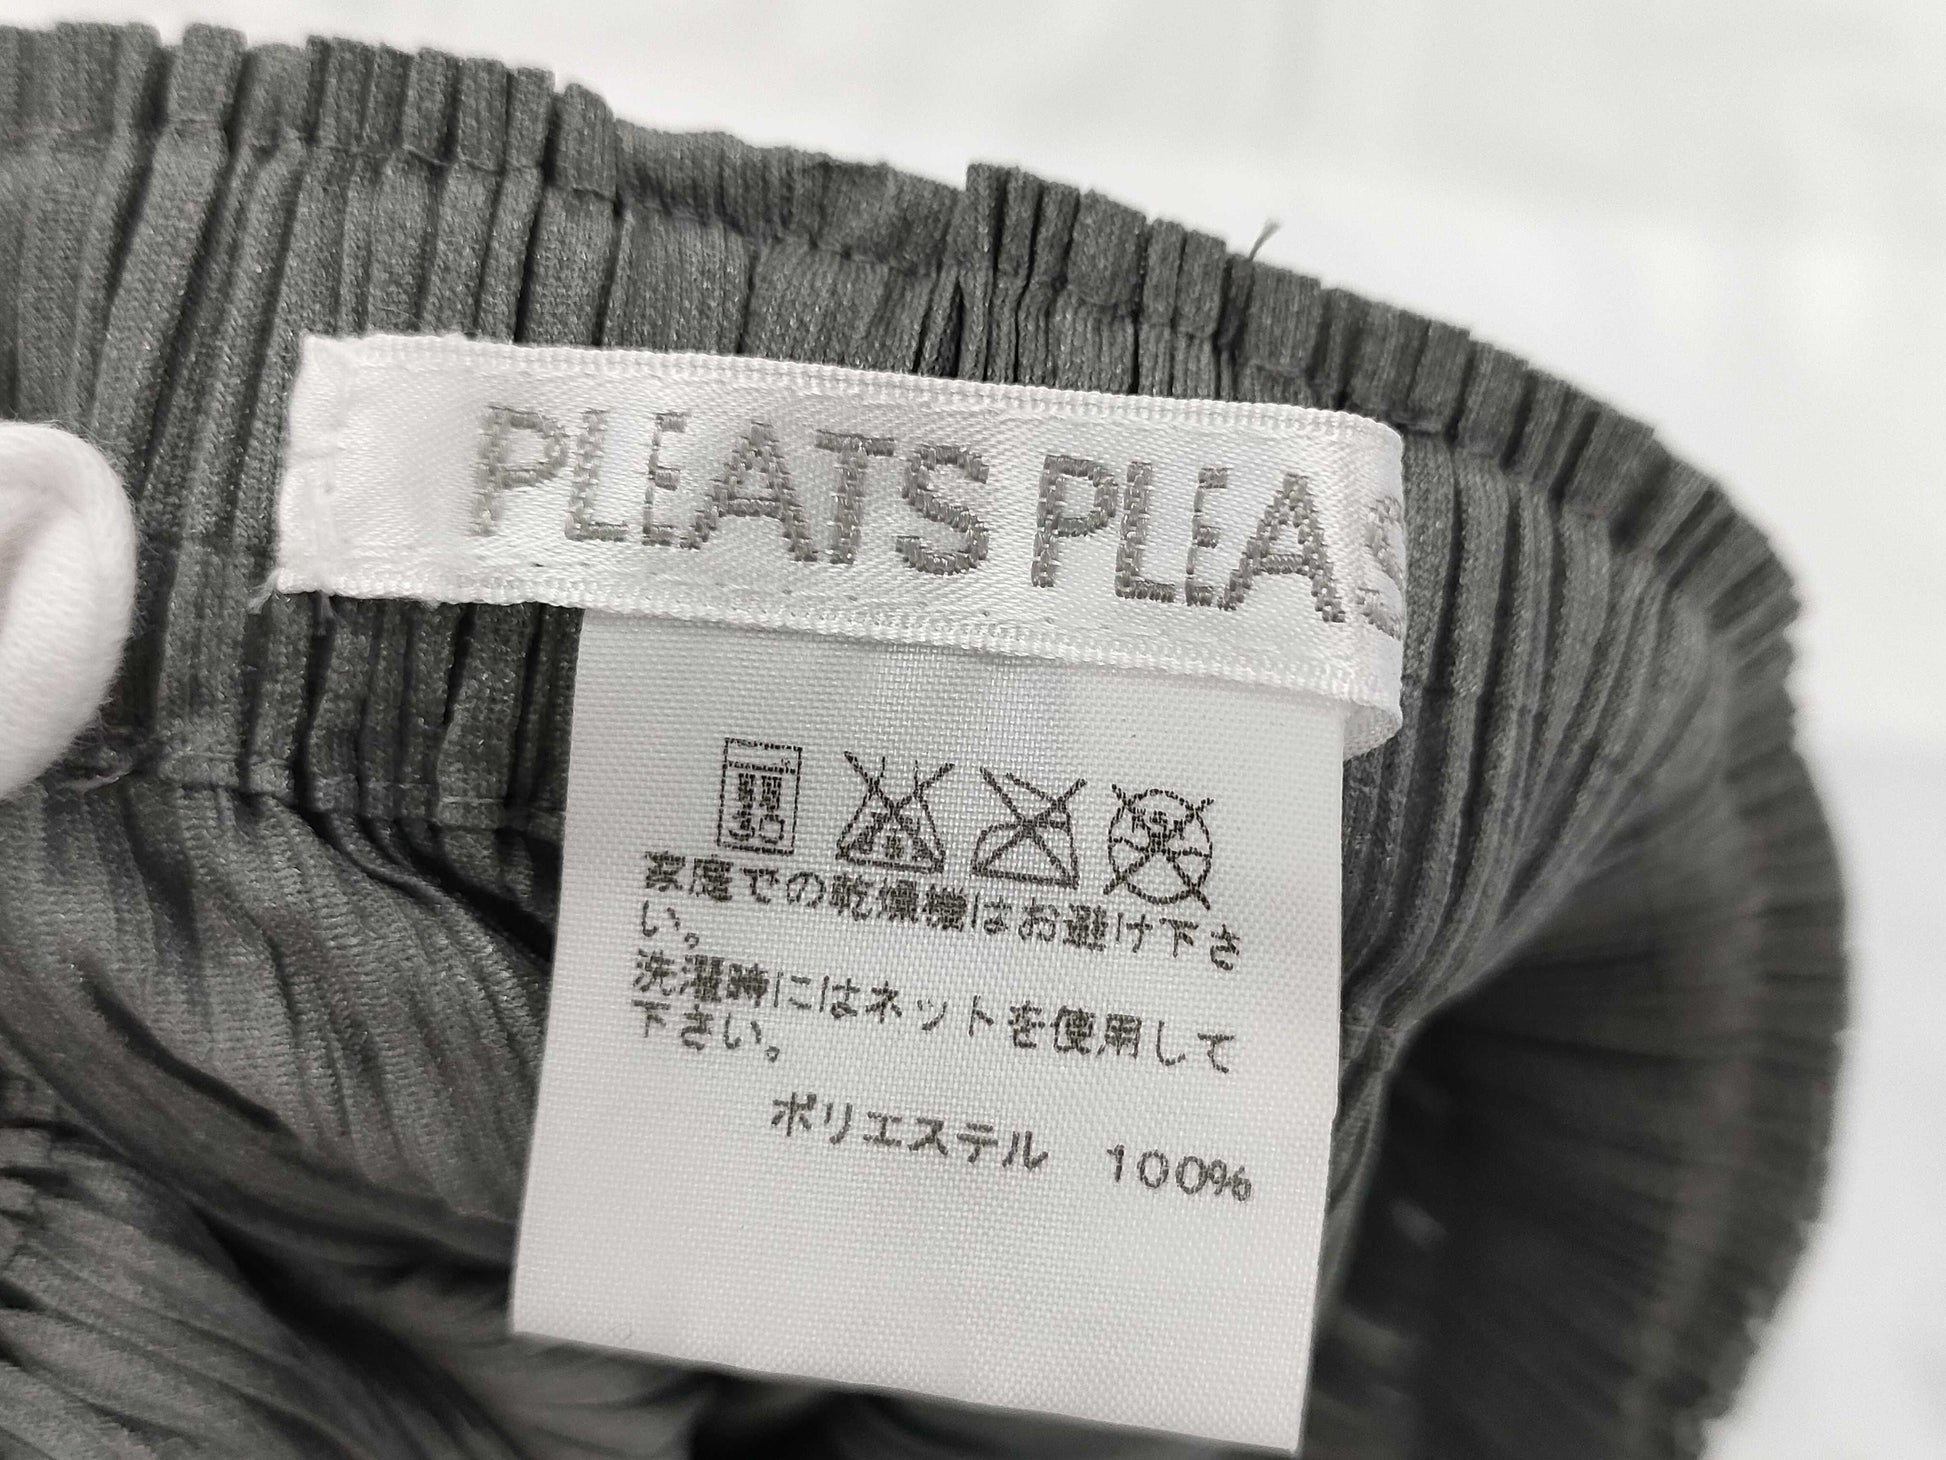 PLEATS PLEAS
家庭での乾燥機はお避け下さ
い。
洗濯時にはネットを使用して
下さい。
ポリエステル 100%